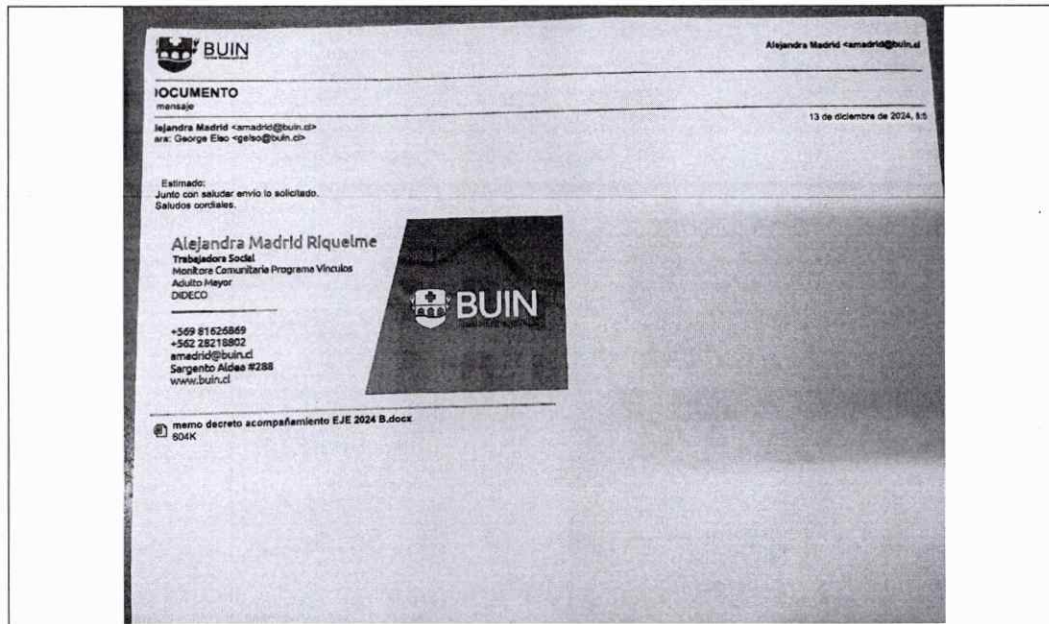 BUIN
Alejandra Madrid <amadrid@buin.cl
OCUMENTO
mensaje
lejandra Madrid <amadrid@buin.cl>
13 de diciembre de 2024, 8:5
ara: George Elso <gelso@buin.cl>
Estimado:
Junto con saludar envío lo solicitado.
Saludos cordiales.
Alejandra Madrid Riquelme
Trabajadora Social
Monitora Comunitaria Programa Vínculos
Adulto Mayor
DIDECO
BUIN
+569 81626869
+562 28218802
amadrid@buin.cl
Sargento Aldea #288
www.buin.cl
memo decreto acompañamiento EJE 2024 B.docx
604K